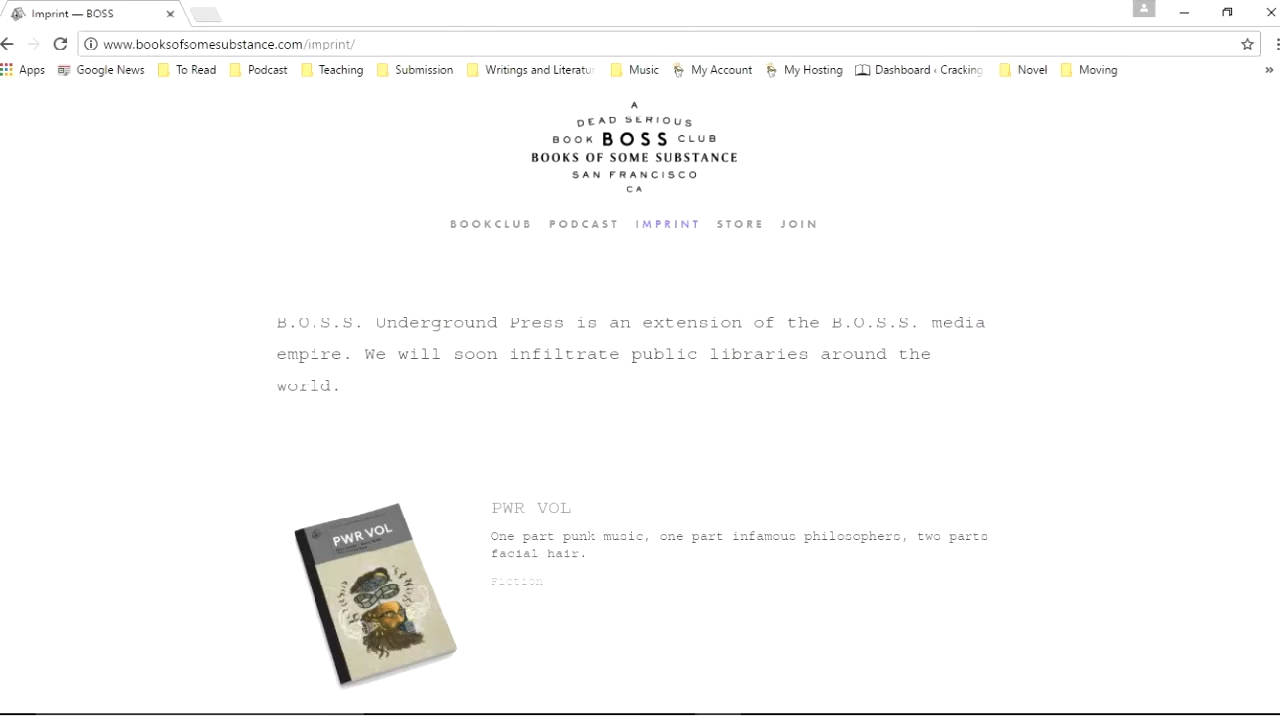 Imprint — BOSS
www.booksofsomesubstance.com/imprint/
Apps Google News To Read Podcast Teaching Submission Writings and Literatu Music My Account My Hosting Dashboard ‹ Cracking Novel Moving »
A
DEAD SERIOUS
BOOK BOSS CLUB
BOOKS OF SOME SUBSTANCE
SAN FRANCISCO
CA
BOOKCLUB PODCAST IMPRINT STORE JOIN
B.O.S.S. Underground Press is an extension of the B.O.S.S. media
empire. We will soon infiltrate public libraries around the
world.
PWR VOL
One part punk music, one part infamous philosophers, two parts
facial hair.
Fiction
PWR VOL